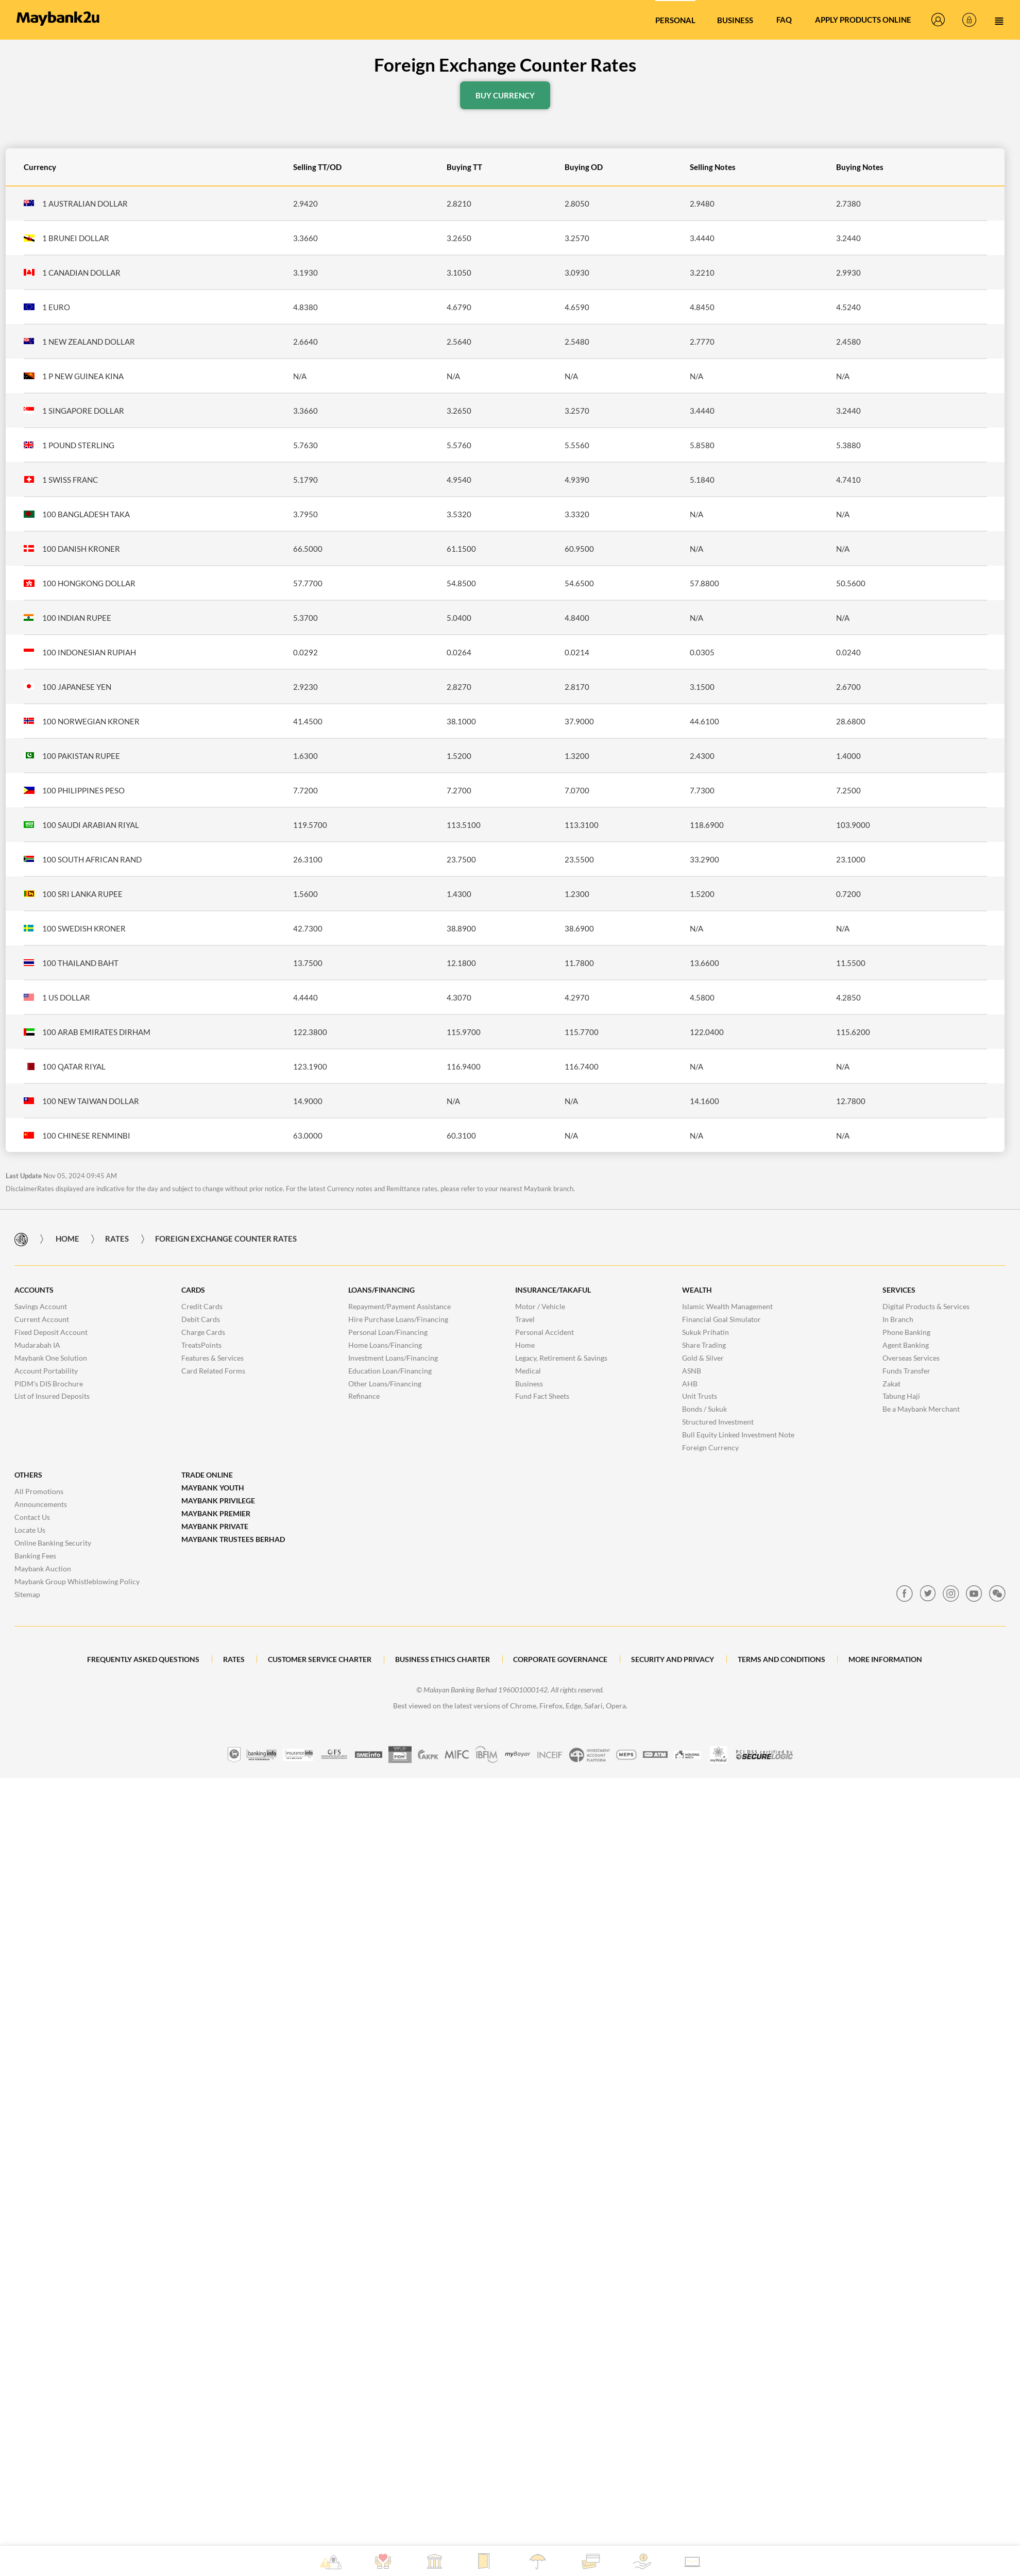 Maybank2u PERSONAL BUSINESS FAQ APPLY PRODUCTS ONLINE
Foreign Exchange Counter Rates
BUY CURRENCY
Currency Selling TT/OD Buying TT Buying OD Selling Notes Buying Notes
1 AUSTRALIAN DOLLAR 2.9420 2.8210 2.8050 2.9480 2.7380
1 BRUNEI DOLLAR 3.3660 3.2650 3.2570 3.4440 3.2440
1 CANADIAN DOLLAR 3.1930 3.1050 3.0930 3.2210 2.9930
1 EURO 4.8380 4.6790 4.6590 4.8450 4.5240
1 NEW ZEALAND DOLLAR 2.6640 2.5640 2.5480 2.7770 2.4580
1 P NEW GUINEA KINA N/A N/A N/A N/A N/A
1 SINGAPORE DOLLAR 3.3660 3.2650 3.2570 3.4440 3.2440
1 POUND STERLING 5.7630 5.5760 5.5560 5.8580 5.3880
1 SWISS FRANC 5.1790 4.9540 4.9390 5.1840 4.7410
100 BANGLADESH TAKA 3.7950 3.5320 3.3320 N/A N/A
100 DANISH KRONER 66.5000 61.1500 60.9500 N/A N/A
100 HONGKONG DOLLAR 57.7700 54.8500 54.6500 57.8800 50.5600
100 INDIAN RUPEE 5.3700 5.0400 4.8400 N/A N/A
100 INDONESIAN RUPIAH 0.0292 0.0264 0.0214 0.0305 0.0240
100 JAPANESE YEN 2.9230 2.8270 2.8170 3.1500 2.6700
100 NORWEGIAN KRONER 41.4500 38.1000 37.9000 44.6100 28.6800
100 PAKISTAN RUPEE 1.6300 1.5200 1.3200 2.4300 1.4000
100 PHILIPPINES PESO 7.7200 7.2700 7.0700 7.7300 7.2500
100 SAUDI ARABIAN RIYAL 119.5700 113.5100 113.3100 118.6900 103.9000
100 SOUTH AFRICAN RAND 26.3100 23.7500 23.5500 33.2900 23.1000
100 SRI LANKA RUPEE 1.5600 1.4300 1.2300 1.5200 0.7200
100 SWEDISH KRONER 42.7300 38.8900 38.6900 N/A N/A
100 THAILAND BAHT 13.7500 12.1800 11.7800 13.6600 11.5500
1 US DOLLAR 4.4440 4.3070 4.2970 4.5800 4.2850
100 ARAB EMIRATES DIRHAM 122.3800 115.9700 115.7700 122.0400 115.6200
100 QATAR RIYAL 123.1900 116.9400 116.7400 N/A N/A
100 NEW TAIWAN DOLLAR 14.9000 N/A N/A 14.1600 12.7800
100 CHINESE RENMINBI 63.0000 60.3100 N/A N/A N/A
Last Update Nov 05, 2024 09:45 AM
DisclaimerRates displayed are indicative for the day and subject to change without prior notice. For the latest Currency notes and Remittance rates, please refer to your nearest Maybank branch.
HOME RATES FOREIGN EXCHANGE COUNTER RATES
ACCOUNTS
Savings Account
Current Account
Fixed Deposit Account
Mudarabah IA
Maybank One Solution
Account Portability
PIDM's DIS Brochure
List of Insured Deposits
CARDS
Credit Cards
Debit Cards
Charge Cards
TreatsPoints
Features & Services
Card Related Forms
LOANS/FINANCING
Repayment/Payment Assistance
Hire Purchase Loans/Financing
Personal Loan/Financing
Home Loans/Financing
Investment Loans/Financing
Education Loan/Financing
Other Loans/Financing
Refinance
INSURANCE/TAKAFUL
Motor / Vehicle
Travel
Personal Accident
Home
Legacy, Retirement & Savings
Medical
Business
Fund Fact Sheets
WEALTH
Islamic Wealth Management
Financial Goal Simulator
Sukuk Prihatin
Share Trading
Gold & Silver
ASNB
AHB
Unit Trusts
Bonds / Sukuk
Structured Investment
Bull Equity Linked Investment Note
Foreign Currency
SERVICES
Digital Products & Services
In Branch
Phone Banking
Agent Banking
Overseas Services
Funds Transfer
Zakat
Tabung Haji
Be a Maybank Merchant
OTHERS
All Promotions
Announcements
Contact Us
Locate Us
Online Banking Security
Banking Fees
Maybank Auction
Maybank Group Whistleblowing Policy
Sitemap
TRADE ONLINE
MAYBANK YOUTH
MAYBANK PRIVILEGE
MAYBANK PREMIER
MAYBANK PRIVATE
MAYBANK TRUSTEES BERHAD
FREQUENTLY ASKED QUESTIONS RATES CUSTOMER SERVICE CHARTER BUSINESS ETHICS CHARTER CORPORATE GOVERNANCE SECURITY AND PRIVACY TERMS AND CONDITIONS MORE INFORMATION
© Malayan Banking Berhad 196001000142, All rights reserved.
Best viewed on the latest versions of Chrome, Firefox, Edge, Safari, Opera.
bankinginfo insuranceinfo OFS SMEinfo PIDM AKPK MIFC IBFIM myBayar INCEIF INVESTMENT ACCOUNT PLATFORM MEPS ATM myWakaf PCI DSS certified by SECURELOGIC